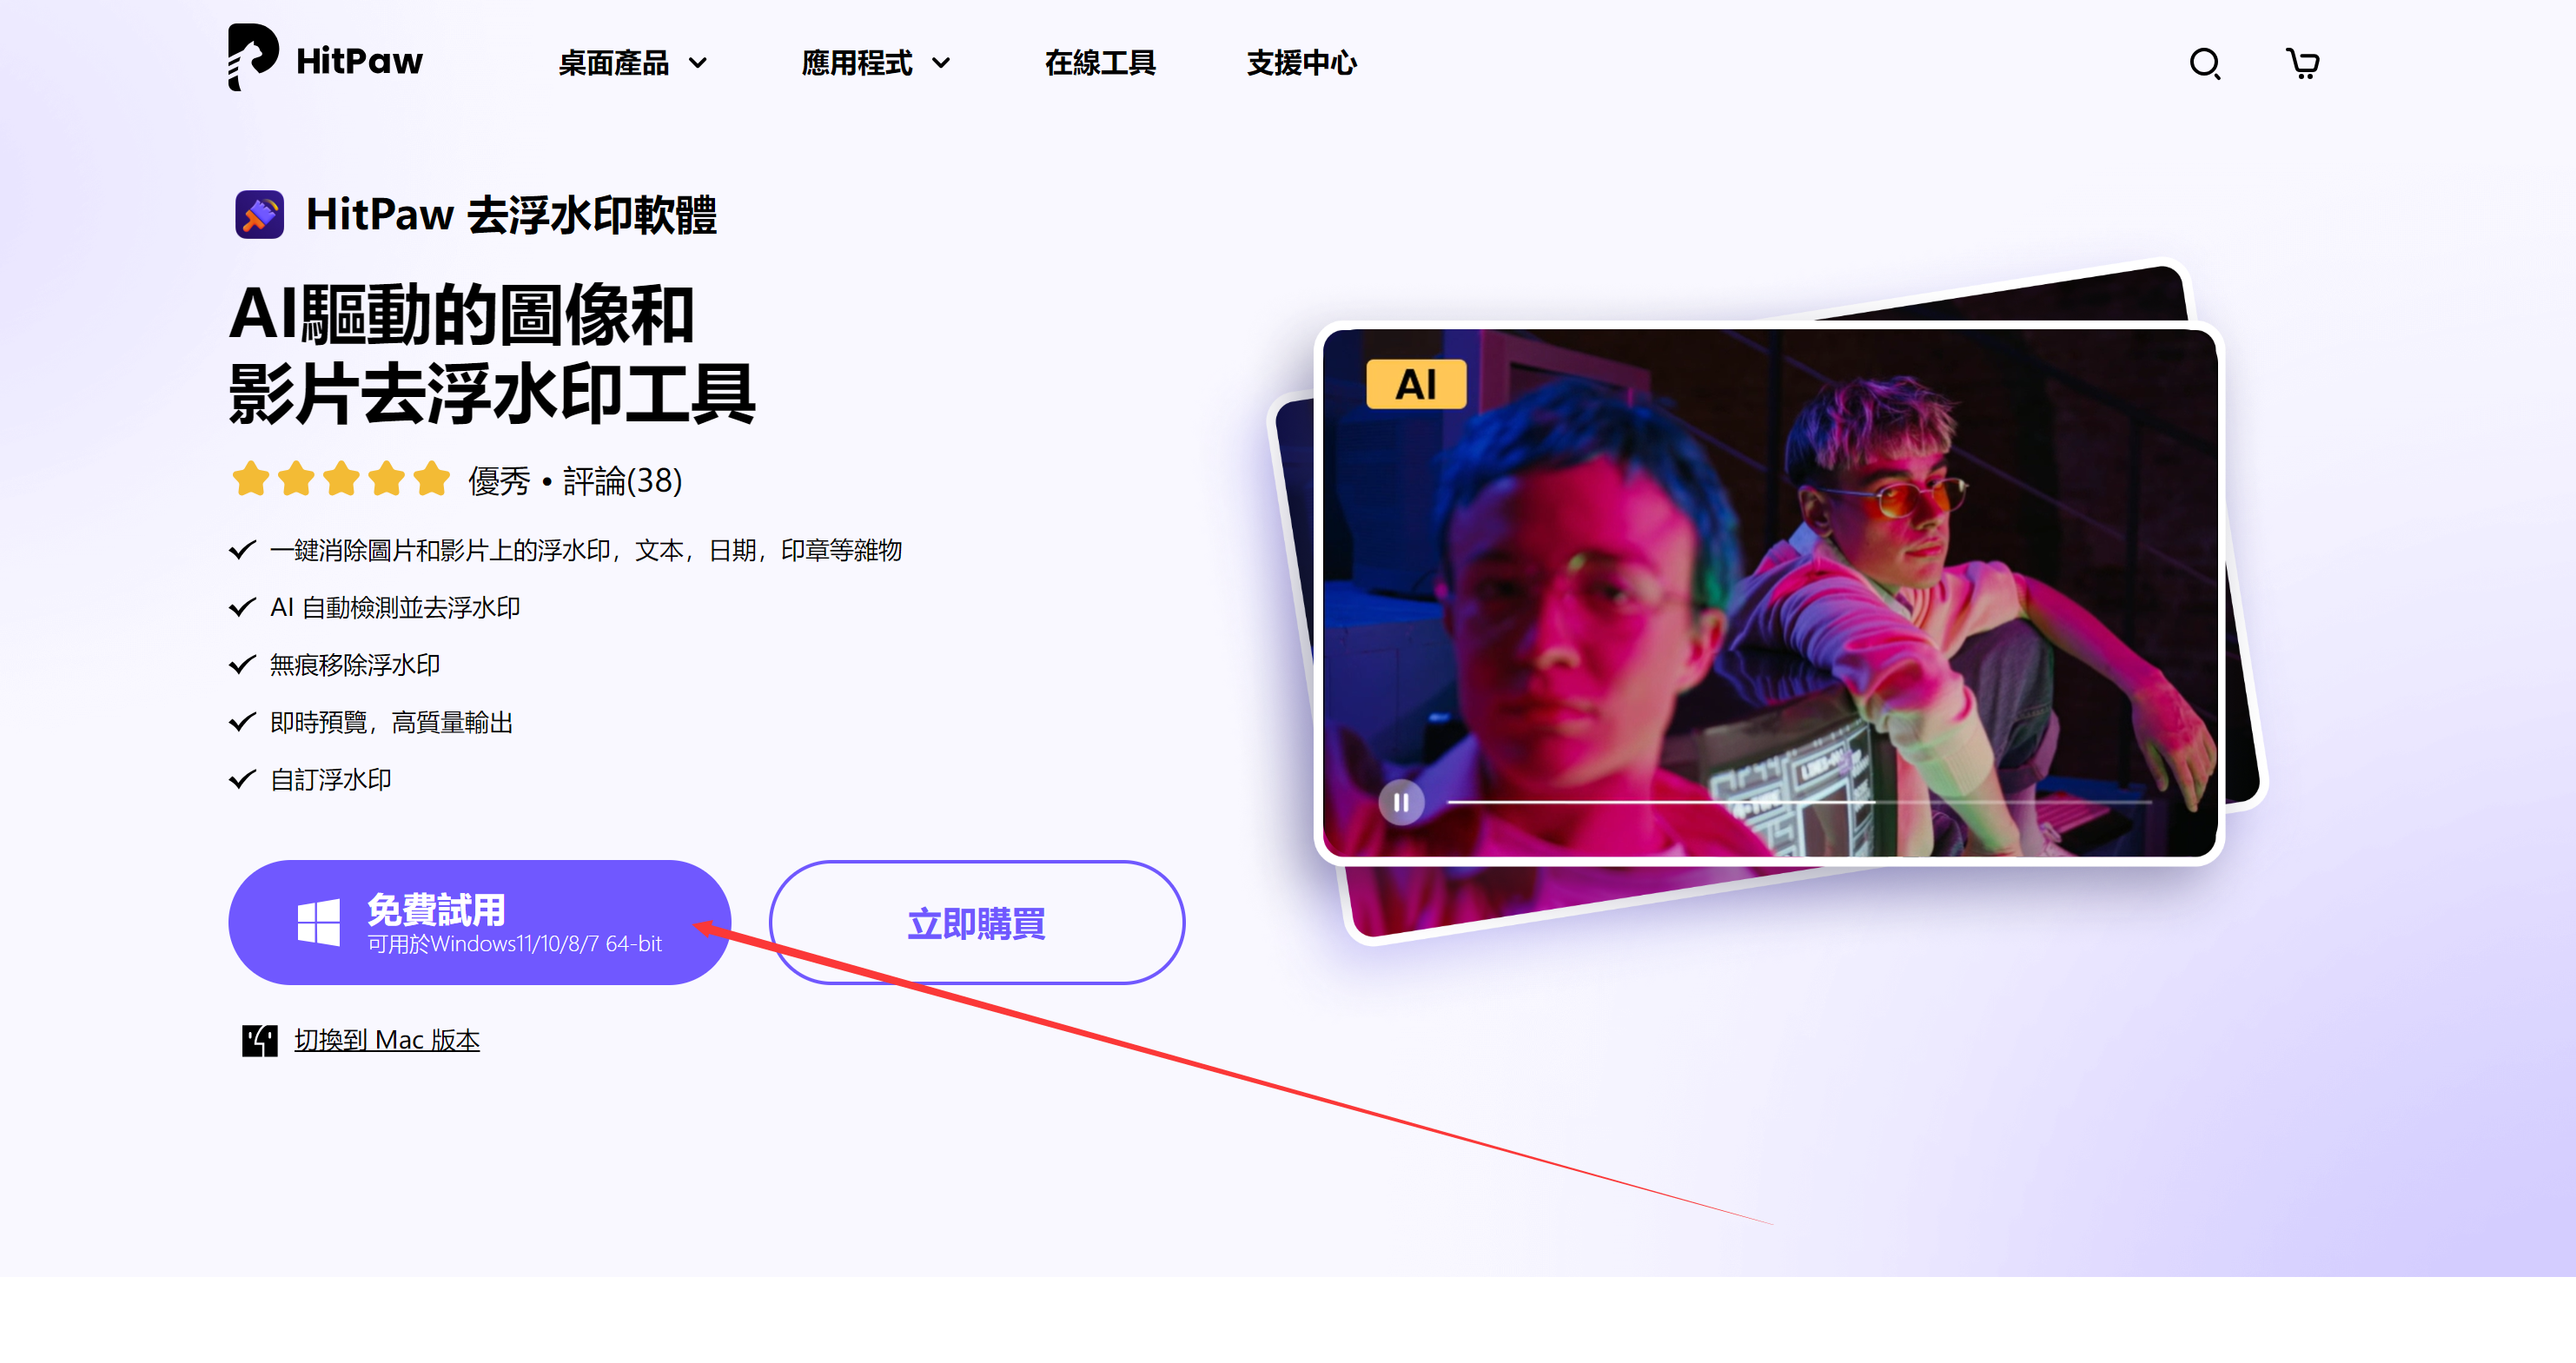 HitPaw
桌面產品
應用程式
在線工具
支援中心
HitPaw 去浮水印軟體
AI驅動的圖像和
影片去浮水印工具
優秀 • 評論(38)
一鍵消除圖片和影片上的浮水印，文本，日期，印章等雜物
AI 自動檢測並去浮水印
無痕移除浮水印
即時預覽，高質量輸出
自訂浮水印
免費試用
可用於Windows11/10/8/7 64-bit
立即購買
切換到 Mac 版本
AI